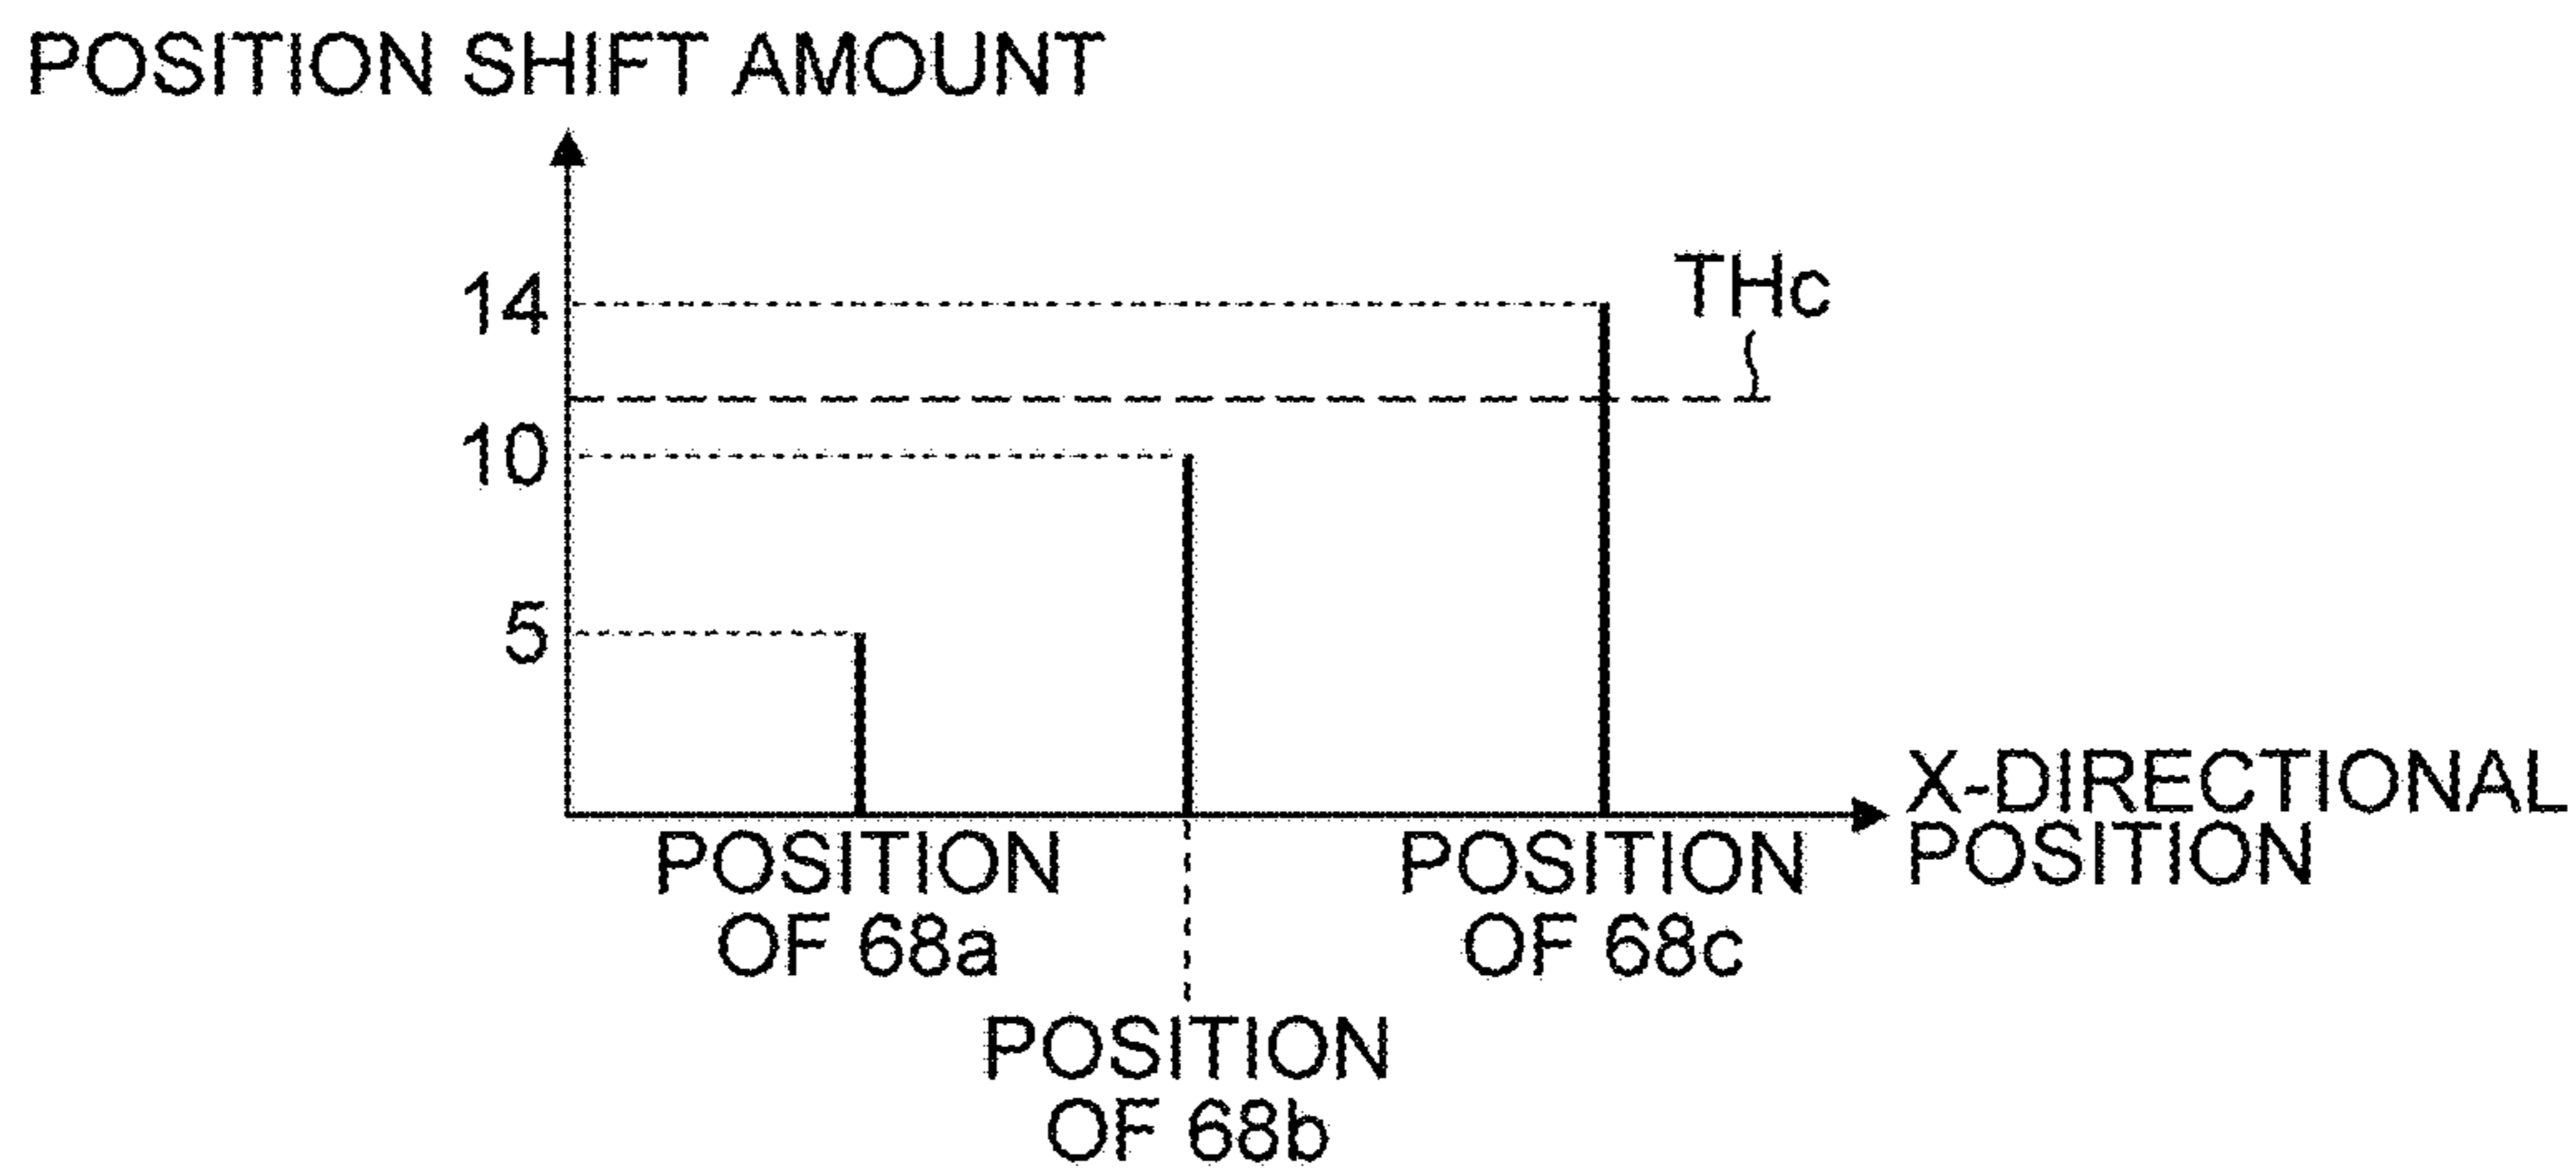 POSITION SHIFT AMOUNT
14
THc
10
5
X-DIRECTIONAL
POSITION
POSITION
OF 68a
POSITION
OF 68c
POSITION
OF 68b